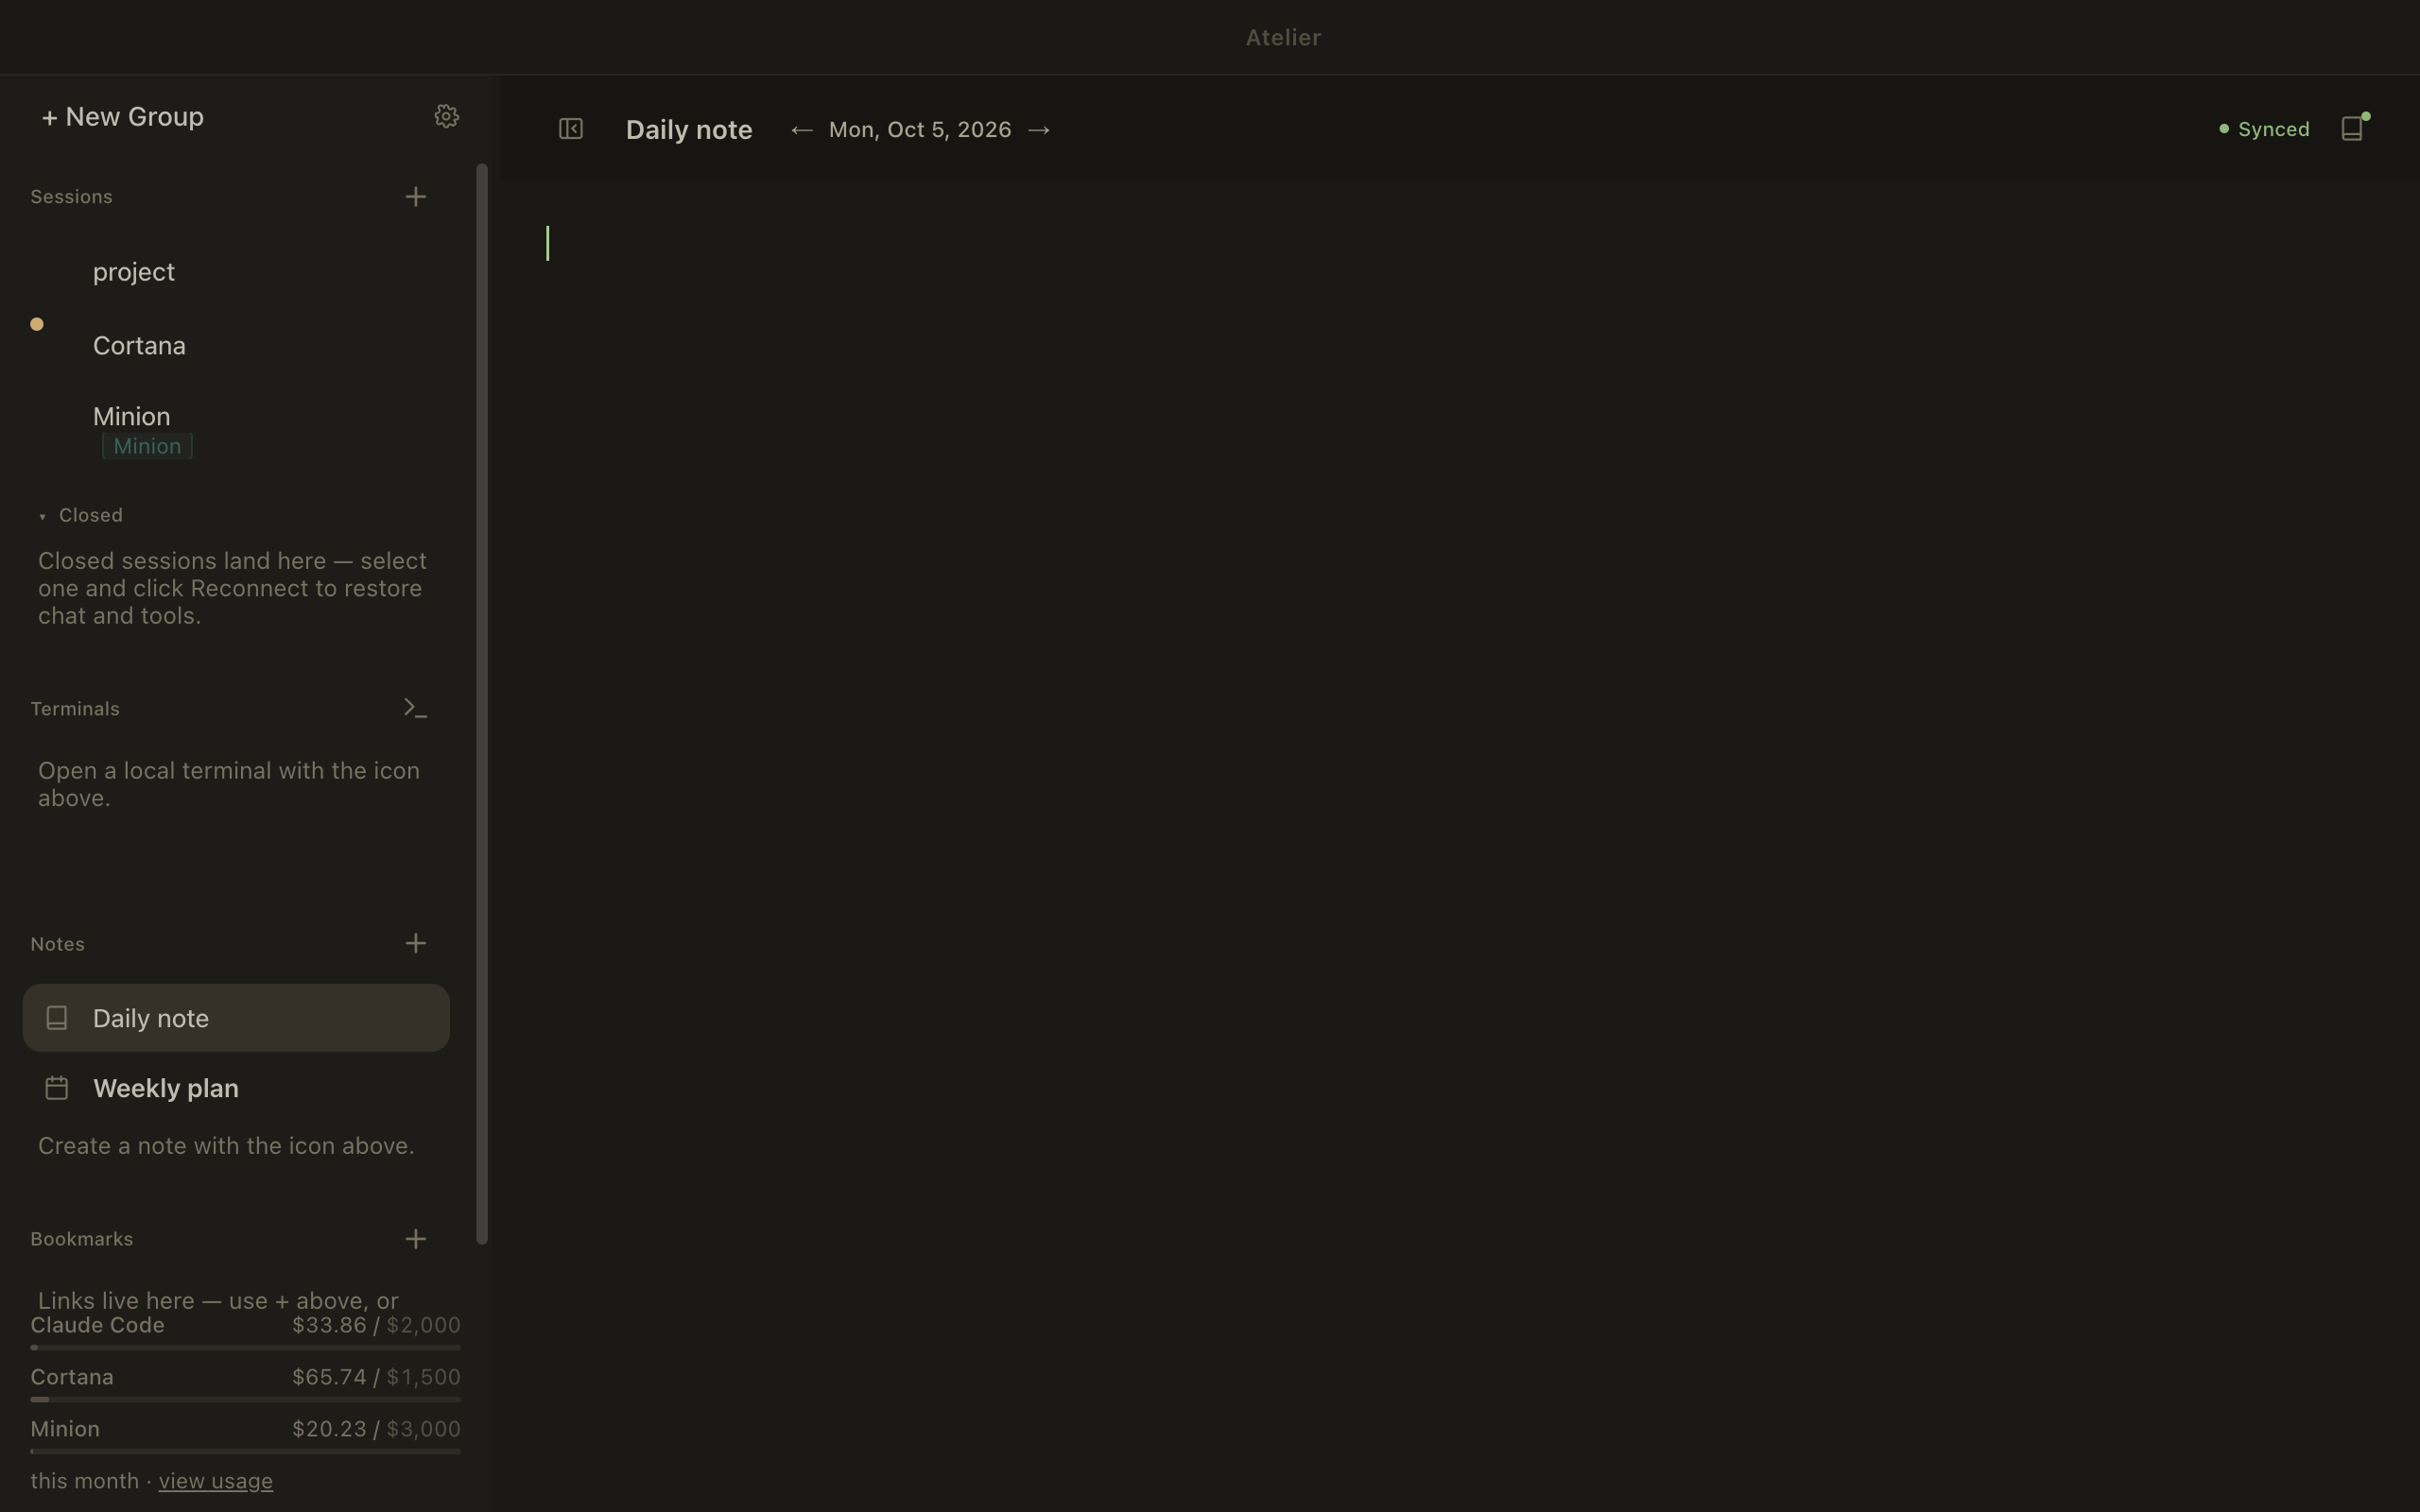 Atelier
+ New Group
Sessions
project
Cortana
Minion
Minion
▾ Closed
Closed sessions land here — select
one and click Reconnect to restore
chat and tools.
Terminals
Open a local terminal with the icon
above.
Notes
Daily note
Weekly plan
Create a note with the icon above.
Bookmarks
Links live here — use + above, or
Claude Code $33.86 / $2,000
Cortana $65.74 / $1,500
Minion $20.23 / $3,000
this month · view usage
Daily note ← Mon, Oct 5, 2026 →
Synced